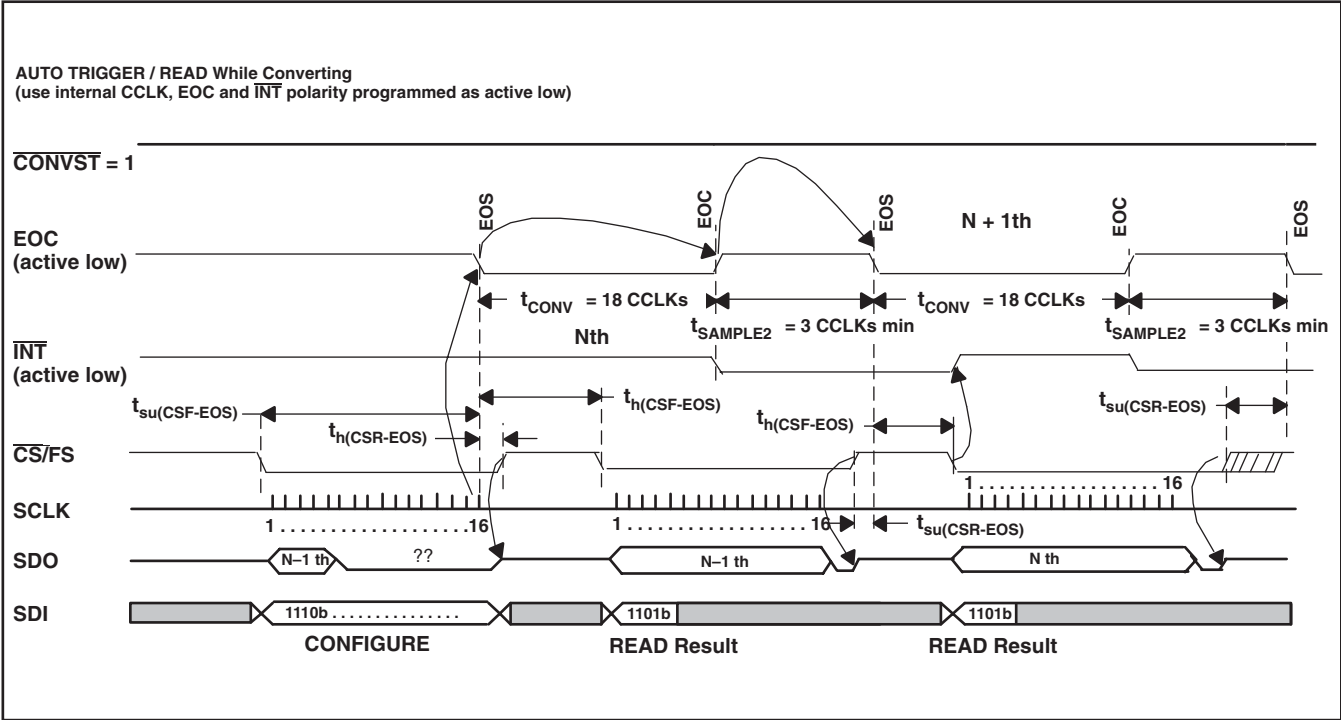 AUTO TRIGGER / READ While Converting
(use internal CCLK, EOC and INT polarity programmed as active low)
CONVST = 1
EOS
EOC
EOS
N + 1th
EOC
EOS
EOC
(active low)
tCONV = 18 CCLKs
tCONV = 18 CCLKs
tSAMPLE2 = 3 CCLKs min
tSAMPLE2 = 3 CCLKs min
Nth
INT
(active low)
tsu(CSF-EOS)
th(CSF-EOS)
tsu(CSR-EOS)
th(CSR-EOS)
th(CSF-EOS)
CS/FS
1 . . . . . . . . . . . . . . . . . . 16
SCLK
1 . . . . . . . . . . . . . . . . . . 16
1 . . . . . . . . . . . . . . . . . . 16
tsu(CSR-EOS)
SDO
N–1 th
??
N–1 th
N th
SDI
1110b . . . . . . . . . . . . . . .
1101b
1101b
CONFIGURE
READ Result
READ Result